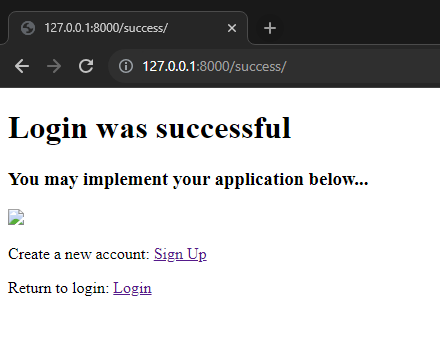 127.0.0.1:8000/success/
127.0.0.1:8000/success/
Login was successful
You may implement your application below...
Create a new account: Sign Up
Return to login: Login